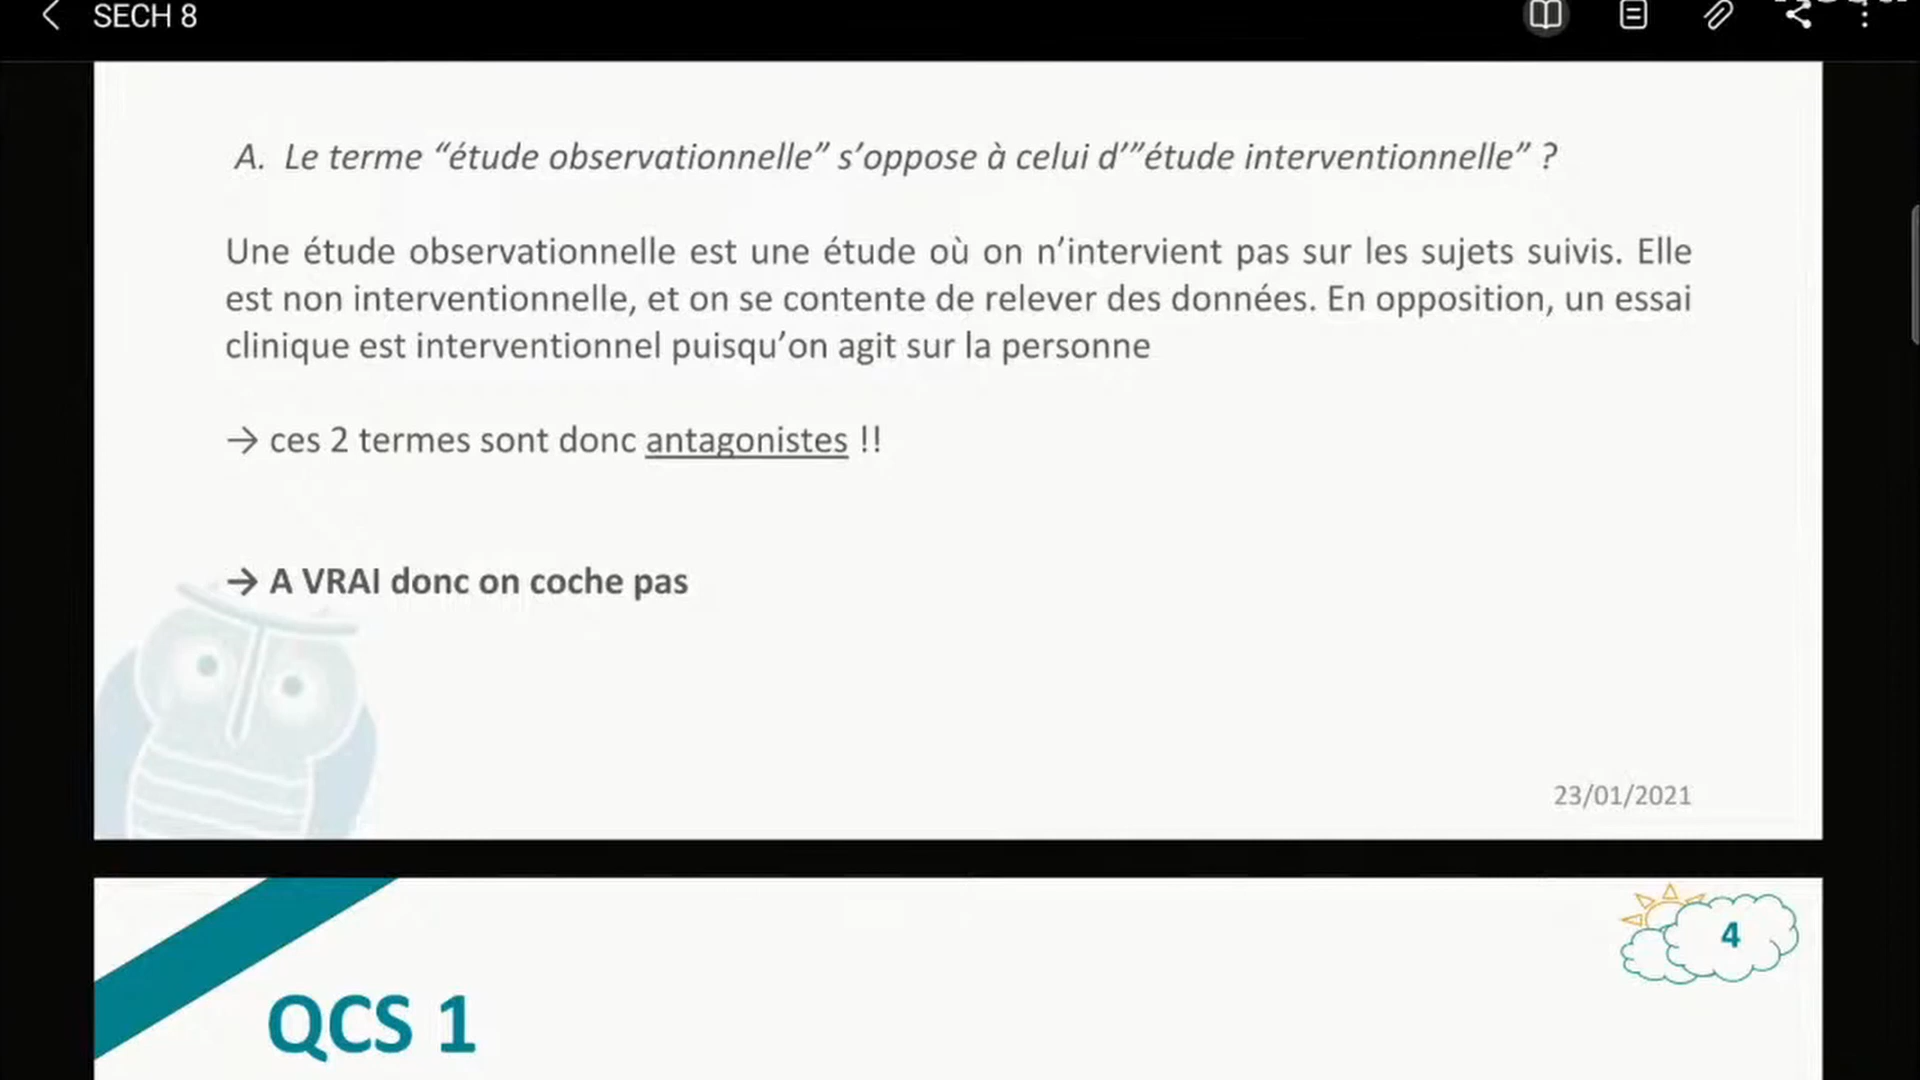 SECH 8
A. Le terme “étude observationnelle” s’oppose à celui d’”étude interventionnelle” ?
Une étude observationnelle est une étude où on n’intervient pas sur les sujets suivis. Elle
est non interventionnelle, et on se contente de relever des données. En opposition, un essai
clinique est interventionnel puisqu’on agit sur la personne
→ ces 2 termes sont donc antagonistes !!
→ A VRAI donc on coche pas
23/01/2021
4
QCS 1